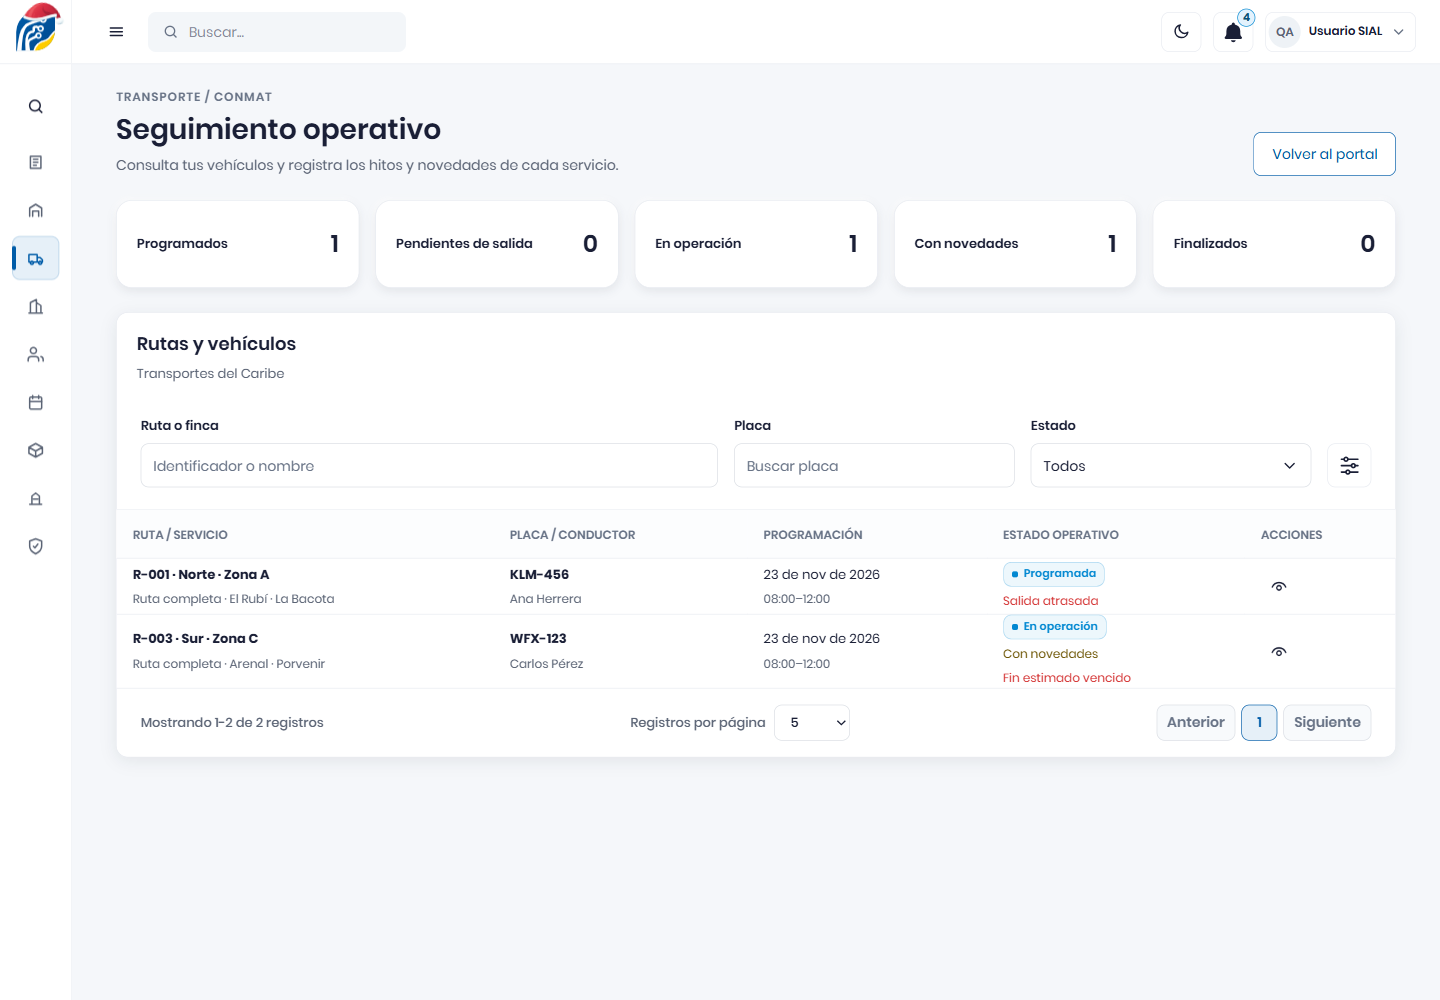 Buscar...
4
QA
Usuario SIAL
TRANSPORTE / CONMAT
Seguimiento operativo
Consulta tus vehículos y registra los hitos y novedades de cada servicio.
Volver al portal
Programados 1
Pendientes de salida 0
En operación 1
Con novedades 1
Finalizados 0
Rutas y vehículos
Transportes del Caribe
Ruta o finca
Placa
Estado
Identificador o nombre
Buscar placa
Todos
RUTA / SERVICIO
PLACA / CONDUCTOR
PROGRAMACIÓN
ESTADO OPERATIVO
ACCIONES
R-001 · Norte · Zona A
Ruta completa · El Rubí · La Bacota
KLM-456
Ana Herrera
23 de nov de 2026
08:00–12:00
Programada
Salida atrasada
R-003 · Sur · Zona C
Ruta completa · Arenal · Porvenir
WFX-123
Carlos Pérez
23 de nov de 2026
08:00–12:00
En operación
Con novedades
Fin estimado vencido
Mostrando 1-2 de 2 registros
Registros por página 5
Anterior 1 Siguiente